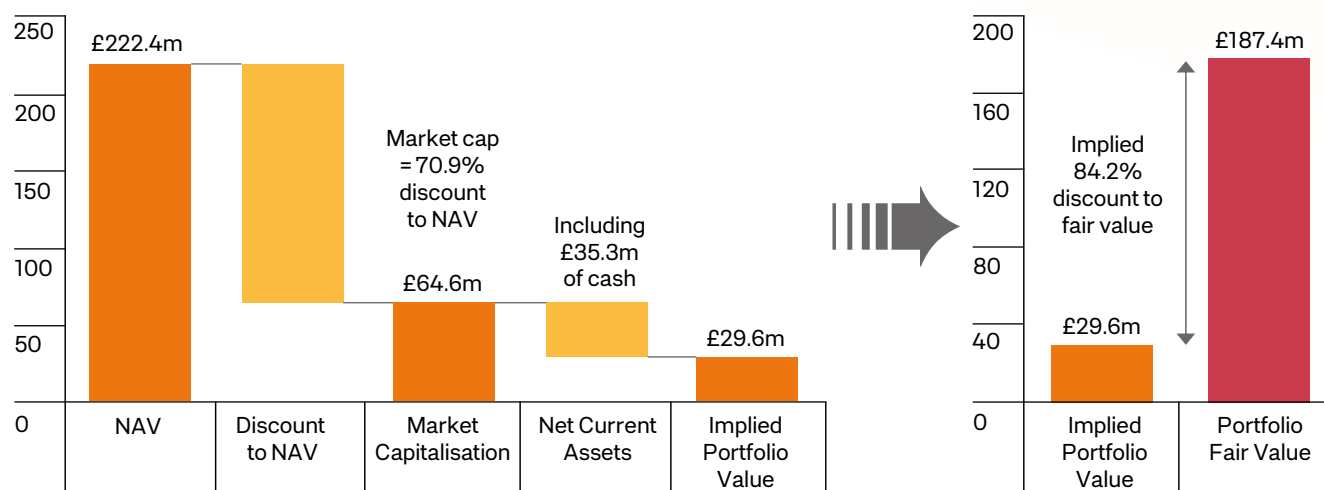 250
200
150
100
50
0
£222.4m
Market cap
= 70.9%
discount
to NAV
£64.6m
Including
£35.3m
of cash
£29.6m
NAV
Discount
to NAV
Market
Capitalisation
Net Current
Assets
Implied
Portfolio
Value
200
160
120
80
40
0
£187.4m
Implied
84.2%
discount to
fair value
£29.6m
Implied
Portfolio
Value
Portfolio
Fair Value